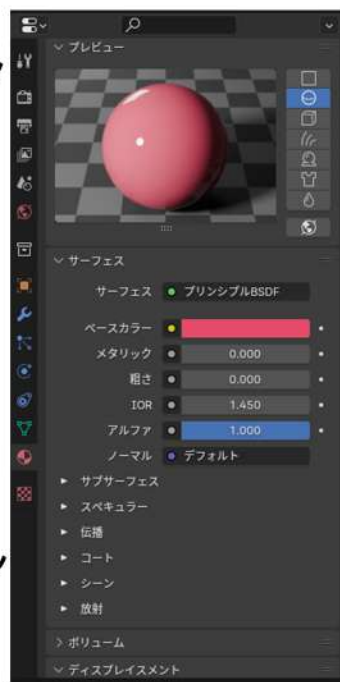 プレビュー
サーフェス
サーフェス プリンシプルBSDF
ベースカラー
メタリック 0.000
粗さ 0.000
IOR 1.450
アルファ 1.000
ノーマル デフォルト
サブサーフェス
スペキュラー
伝播
コート
シーン
放射
ボリューム
ディスプレイスメント